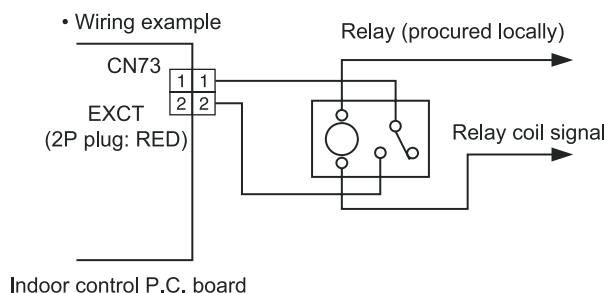 • Wiring example
Relay (procured locally)
CN73
1 1
2 2
EXCT
(2P plug: RED)
Relay coil signal
Indoor control P.C. board